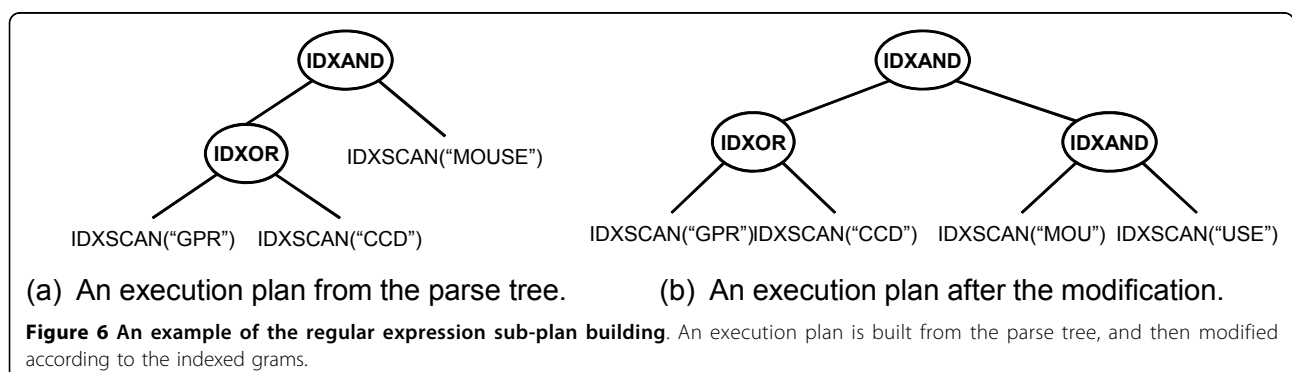 IDXAND
IDXOR
IDXSCAN("MOUSE")
IDXSCAN("GPR") IDXSCAN("CCD")
(a) An execution plan from the parse tree.
IDXAND
IDXOR IDXAND
IDXSCAN("GPR")IDXSCAN("CCD") IDXSCAN("MOU") IDXSCAN("USE")
(b) An execution plan after the modification.
Figure 6 An example of the regular expression sub-plan building. An execution plan is built from the parse tree, and then modified
according to the indexed grams.